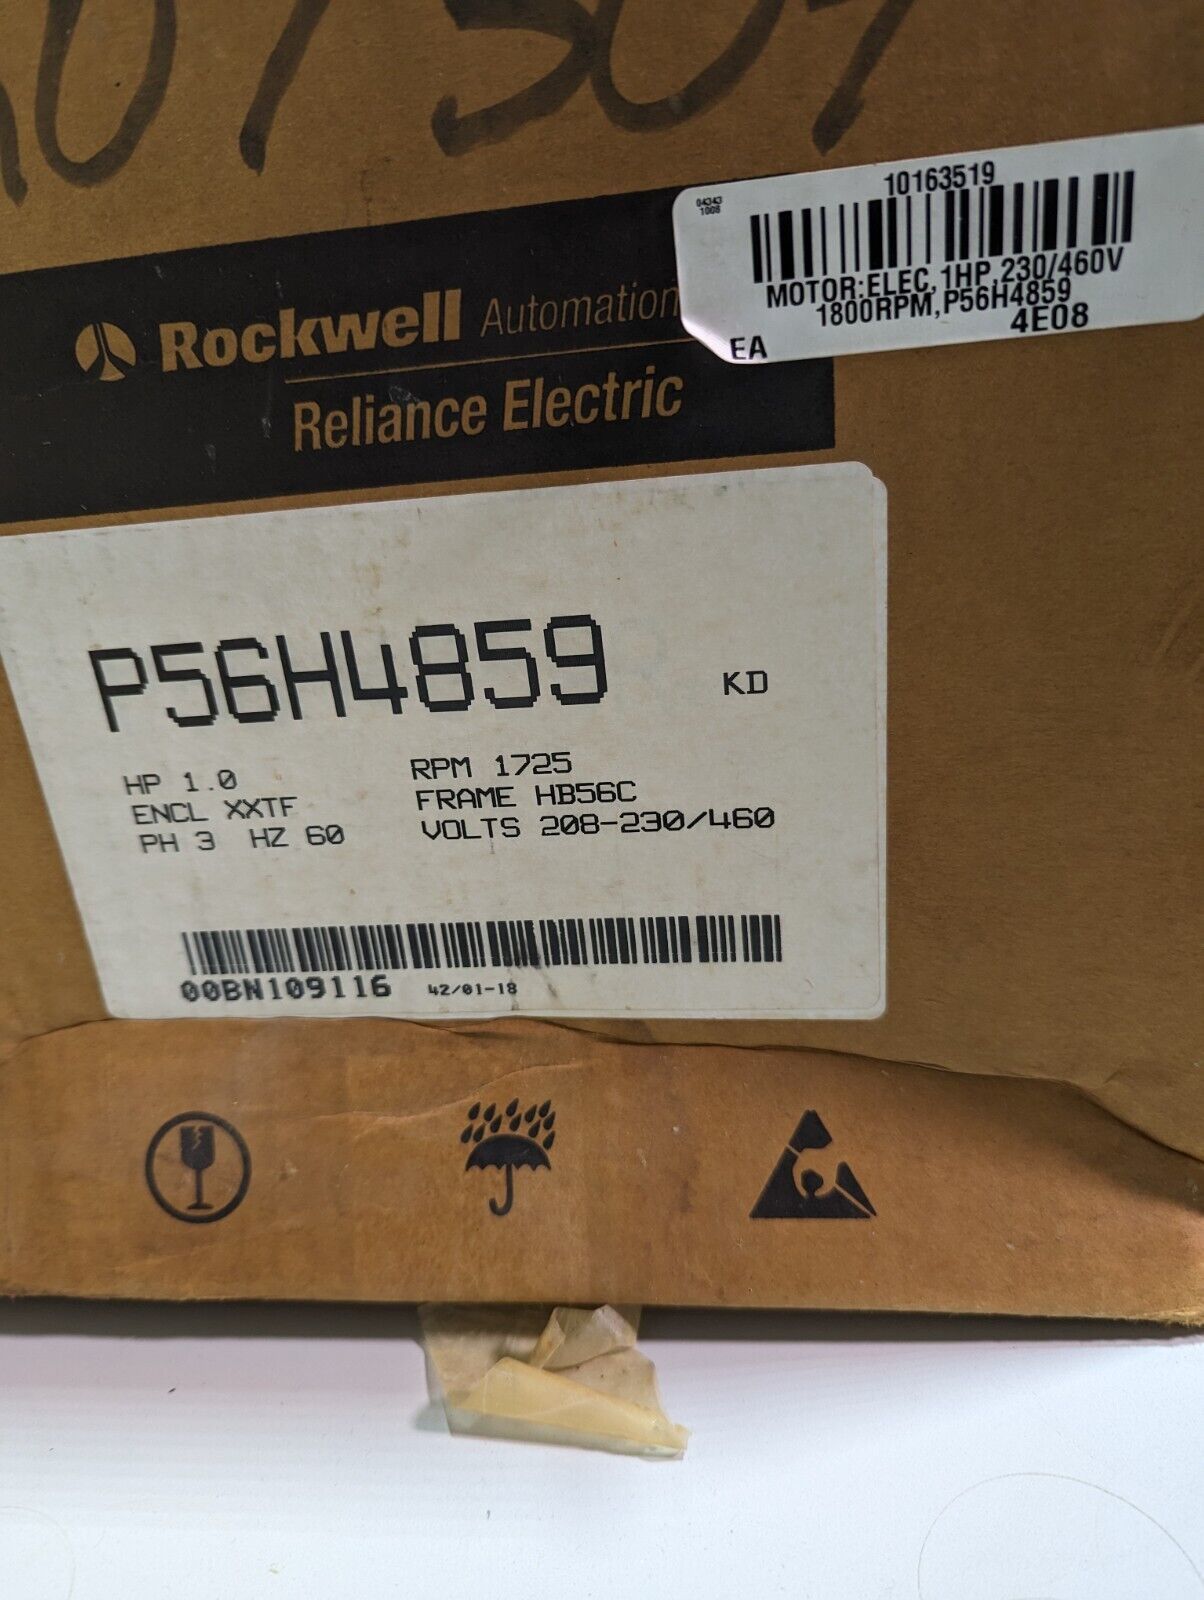 10163519
04343
1008
MOTOR:ELEC,1HP,230/460V
1800RPM,P56H4859
EA 4E08
Rockwell Automation
Reliance Electric
P56H4859 KD
HP 1.0 RPM 1725
ENCL XXTF FRAME HB56C
PH 3 HZ 60 VOLTS 208-230/460
00BN109116 42/01-18